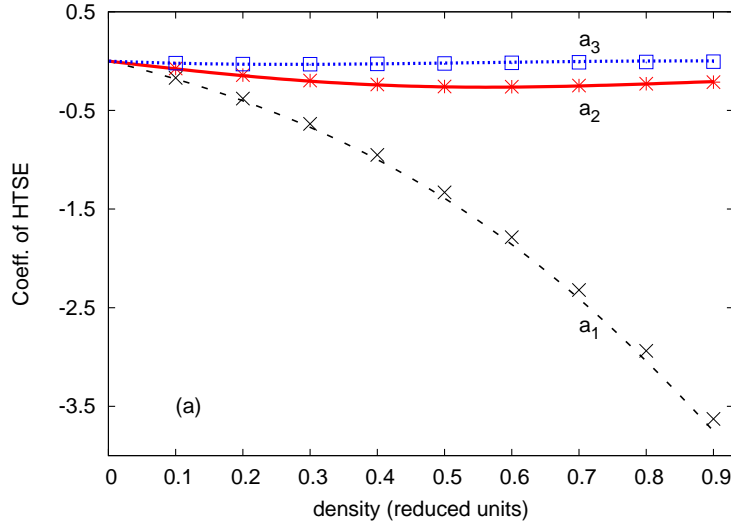 0.5
-0.5
-1.5
-2.5
-3.5
Coeff. of HTSE
a3
a2
a1
(a)
0 0.1 0.2 0.3 0.4 0.5 0.6 0.7 0.8 0.9
density (reduced units)